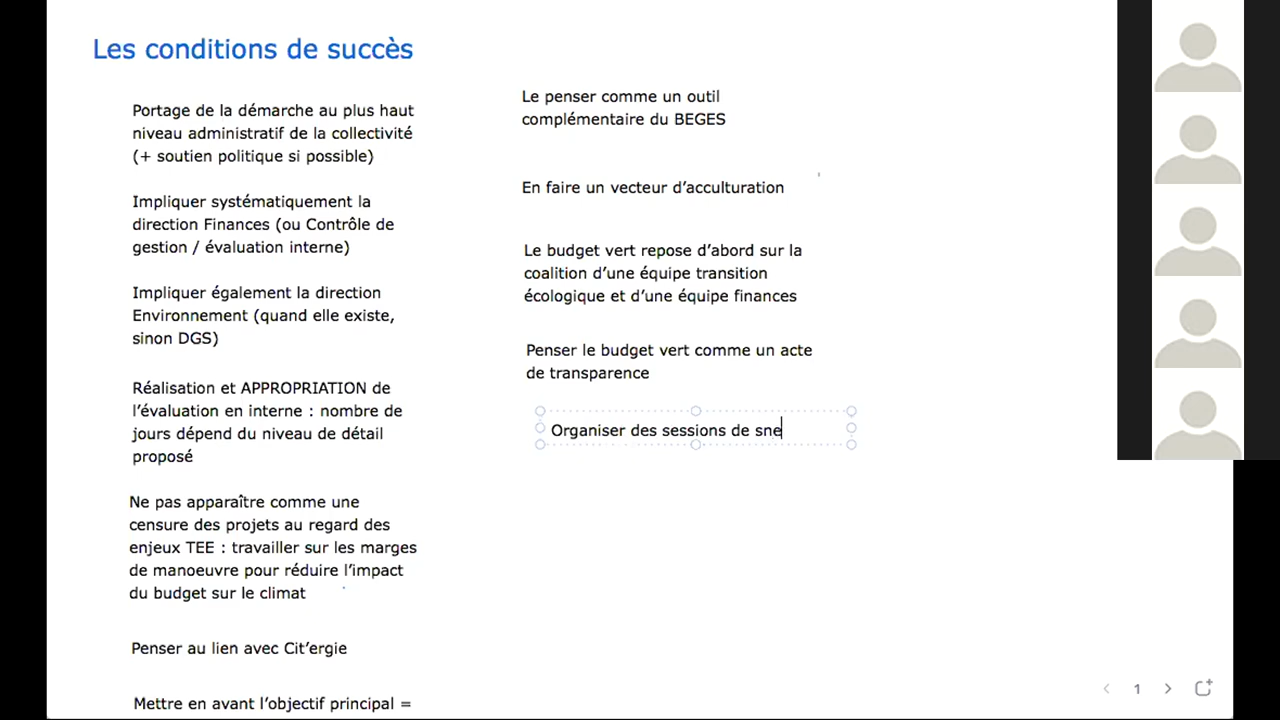 Les conditions de succès
Portage de la démarche au plus haut
niveau administratif de la collectivité
(+ soutien politique si possible)
Impliquer systématiquement la
direction Finances (ou Contrôle de
gestion / évaluation interne)
Impliquer également la direction
Environnement (quand elle existe,
sinon DGS)
Réalisation et APPROPRIATION de
l’évaluation en interne : nombre de
jours dépend du niveau de détail
proposé
Ne pas apparaître comme une
censure des projets au regard des
enjeux TEE : travailler sur les marges
de manoeuvre pour réduire l’impact
du budget sur le climat
Penser au lien avec Cit’ergie
Mettre en avant l’objectif principal =
Le penser comme un outil
complémentaire du BEGES
En faire un vecteur d’acculturation
Le budget vert repose d’abord sur la
coalition d’une équipe transition
écologique et d’une équipe finances
Penser le budget vert comme un acte
de transparence
Organiser des sessions de sne
1